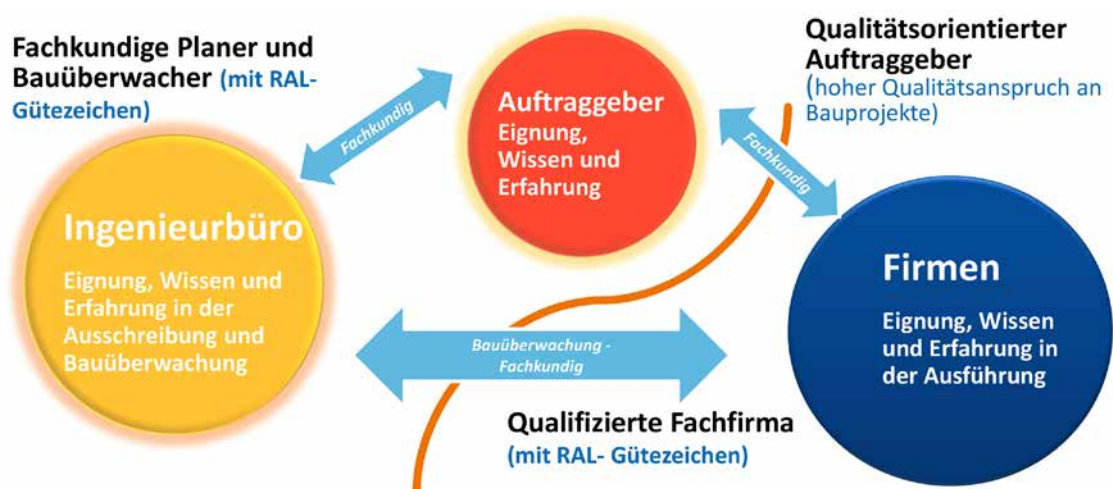 Fachkundige Planer und
Bauüberwacher (mit RAL-
Gütezeichen)
Fachkundig
Auftraggeber
Eignung,
Wissen und
Erfahrung
Qualitätsorientierter
Auftraggeber
(hoher Qualitätsanspruch an
Bauprojekte)
Fachkundig
Ingenieurbüro
Eignung, Wissen und
Erfahrung in der
Ausschreibung und
Bauüberwachung
Bauüberwachung -
Fachkundig
Firmen
Eignung, Wissen
und Erfahrung in
der Ausführung
Qualifizierte Fachfirma
(mit RAL- Gütezeichen)